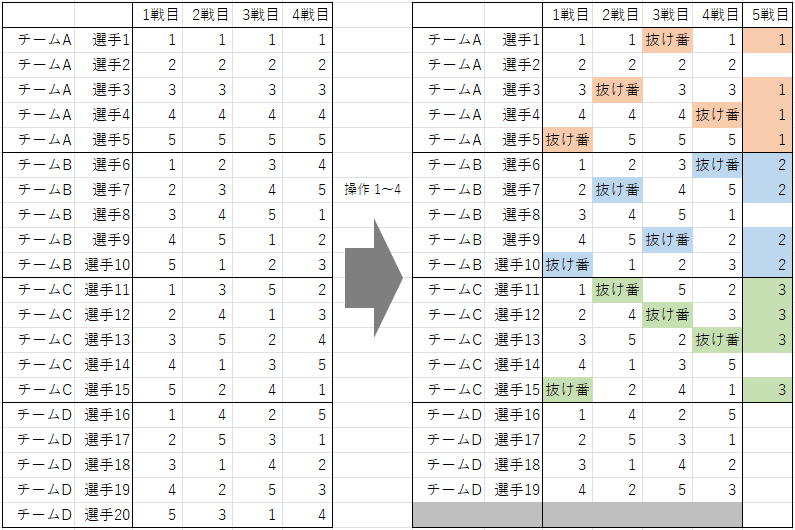 1戦目 2戦目 3戦目 4戦目
チームA 選手1 1 1 1 1
チームA 選手2 2 2 2 2
チームA 選手3 3 3 3 3
チームA 選手4 4 4 4 4
チームA 選手5 5 5 5 5
チームB 選手6 1 2 3 4
チームB 選手7 2 3 4 5
チームB 選手8 3 4 5 1
チームB 選手9 4 5 1 2
チームB 選手10 5 1 2 3
チームC 選手11 1 3 5 2
チームC 選手12 2 4 1 3
チームC 選手13 3 5 2 4
チームC 選手14 4 1 3 5
チームC 選手15 5 2 4 1
チームD 選手16 1 4 2 5
チームD 選手17 2 5 3 1
チームD 選手18 3 1 4 2
チームD 選手19 4 2 5 3
チームD 選手20 5 3 1 4
操作 1～4
1戦目 2戦目 3戦目 4戦目 5戦目
チームA 選手1 1 1 抜け番 1 1
チームA 選手2 2 2 2 2
チームA 選手3 3 抜け番 3 3 1
チームA 選手4 4 4 4 抜け番 1
チームA 選手5 抜け番 5 5 5 1
チームB 選手6 1 2 3 抜け番 2
チームB 選手7 2 抜け番 4 5 2
チームB 選手8 3 4 5 1
チームB 選手9 4 5 抜け番 2 2
チームB 選手10 抜け番 1 2 3 2
チームC 選手11 1 抜け番 5 2 3
チームC 選手12 2 4 抜け番 3 3
チームC 選手13 3 5 2 抜け番 3
チームC 選手14 4 1 3 5
チームC 選手15 抜け番 2 4 1 3
チームD 選手16 1 4 2 5
チームD 選手17 2 5 3 1
チームD 選手18 3 1 4 2
チームD 選手19 4 2 5 3